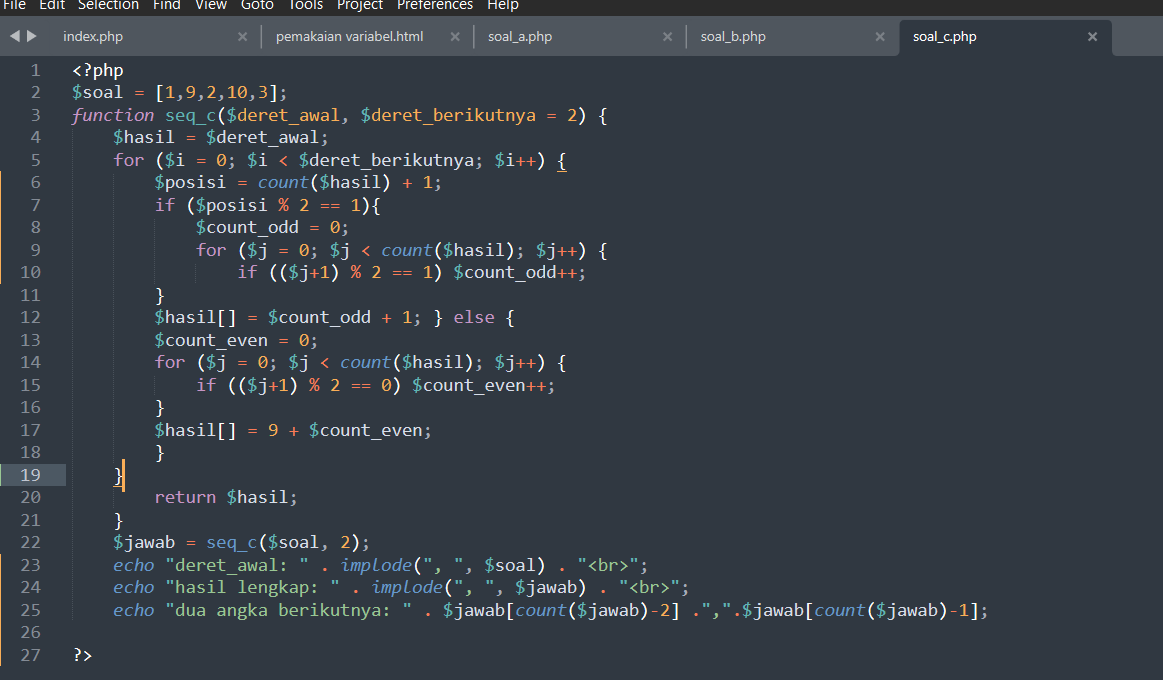 File Edit Selection Find View Goto Tools Project Preferences Help
index.php × pemakaian variabel.html × soal_a.php × soal_b.php × soal_c.php ×
1 <?php
2 $soal = [1,9,2,10,3];
3 function seq_c($deret_awal, $deret_berikutnya = 2) {
4 $hasil = $deret_awal;
5 for ($i = 0; $i < $deret_berikutnya; $i++) {
6 $posisi = count($hasil) + 1;
7 if ($posisi % 2 == 1){
8 $count_odd = 0;
9 for ($j = 0; $j < count($hasil); $j++) {
10 if (($j+1) % 2 == 1) $count_odd++;
11 }
12 $hasil[] = $count_odd + 1; } else {
13 $count_even = 0;
14 for ($j = 0; $j < count($hasil); $j++) {
15 if (($j+1) % 2 == 0) $count_even++;
16 }
17 $hasil[] = 9 + $count_even;
18 }
19 }
20 return $hasil;
21 }
22 $jawab = seq_c($soal, 2);
23 echo "deret_awal: " . implode(", ", $soal) . "<br>";
24 echo "hasil lengkap: " . implode(", ", $jawab) . "<br>";
25 echo "dua angka berikutnya: " . $jawab[count($jawab)-2] .",".$jawab[count($jawab)-1];
26
27 ?>